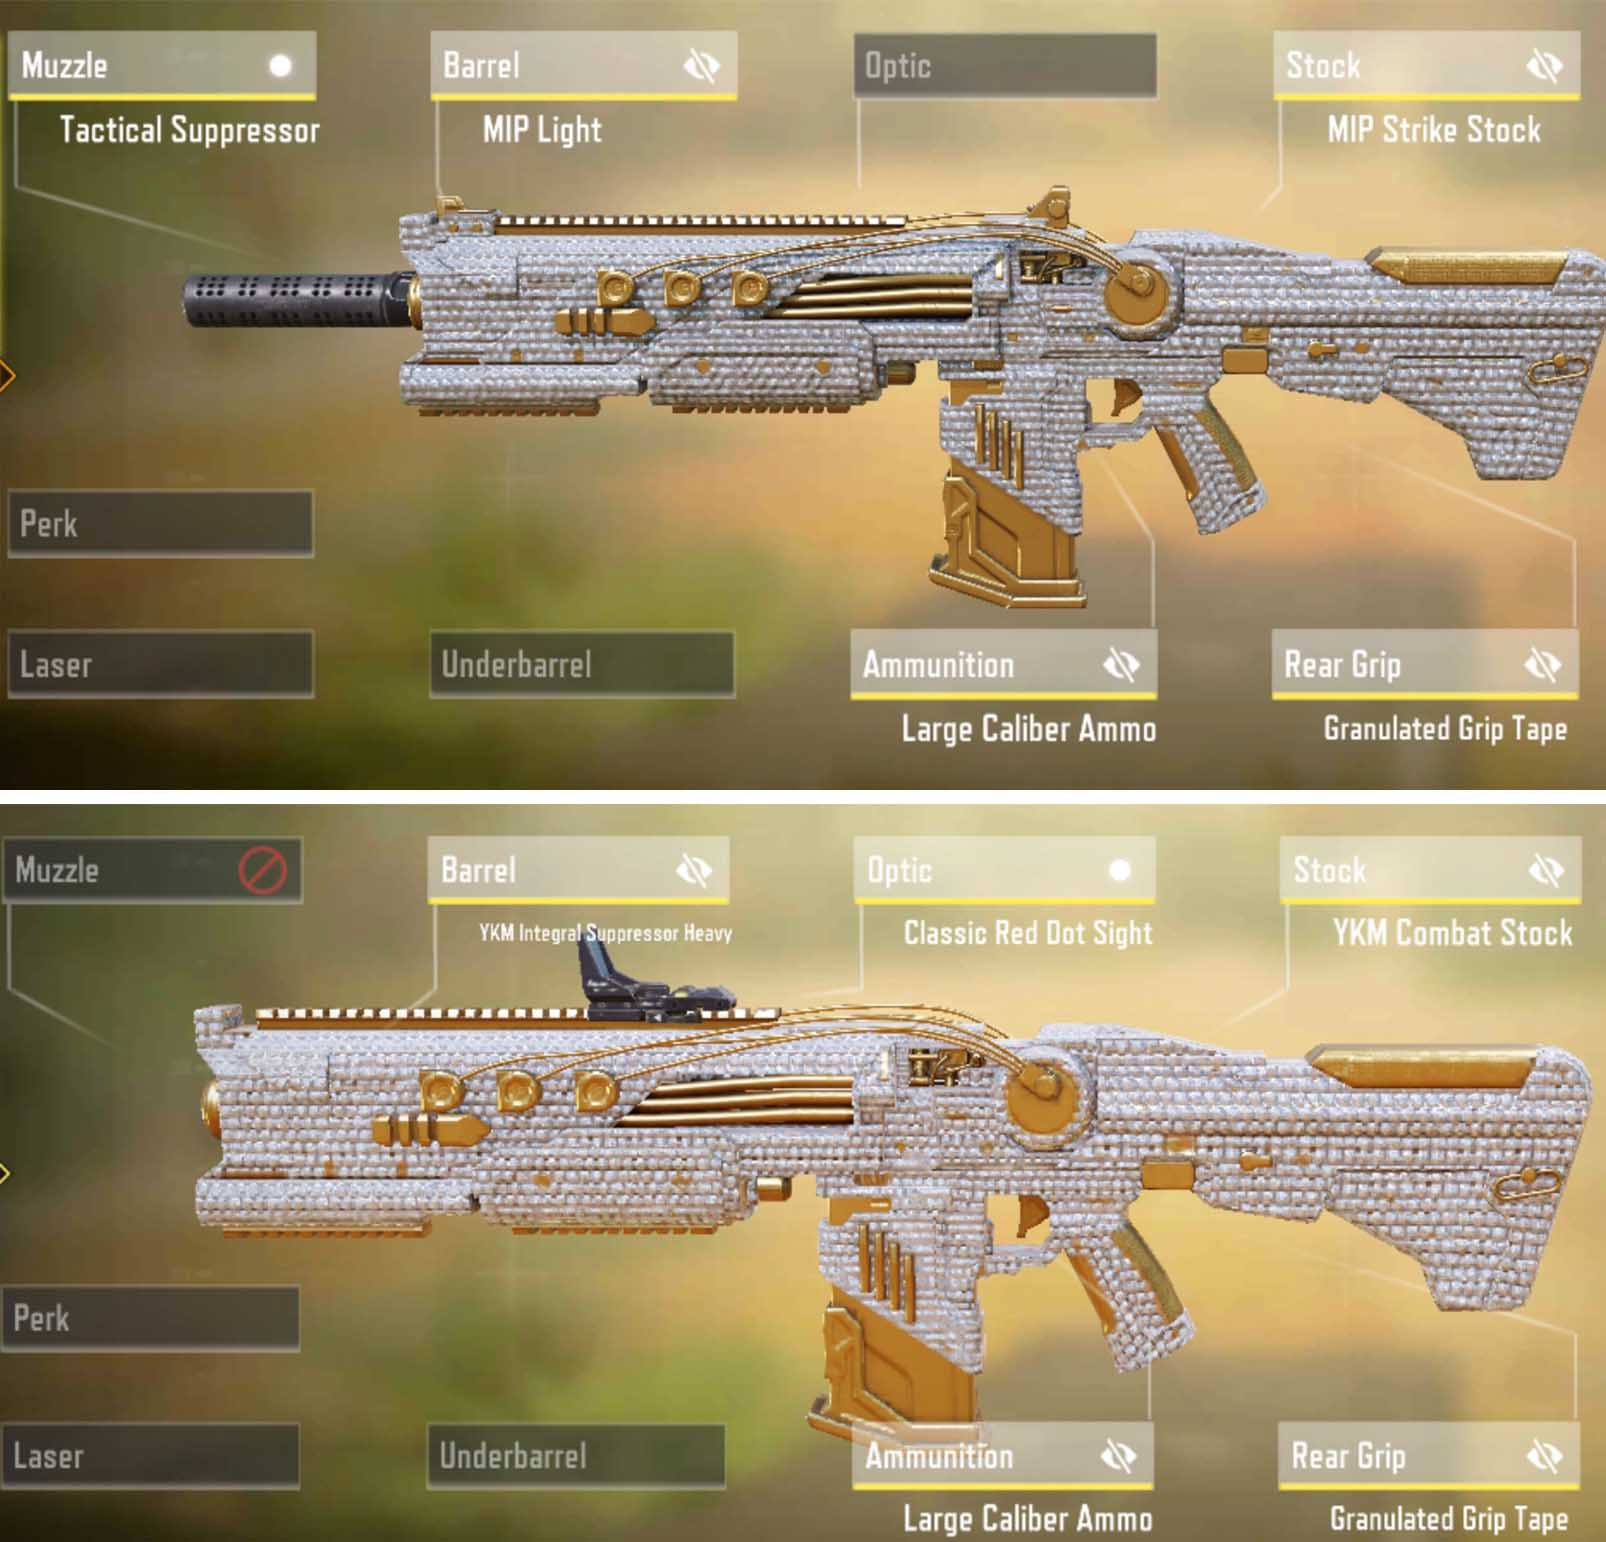 Muzzle
Barrel
Optic
Stock
Tactical Suppressor
MIP Light
MIP Strike Stock
Perk
Laser
Underbarrel
Ammunition
Rear Grip
Large Caliber Ammo
Granulated Grip Tape
Muzzle
Barrel
Optic
Stock
YKM Integral Suppressor Heavy
Classic Red Dot Sight
YKM Combat Stock
Perk
Laser
Underbarrel
Ammunition
Rear Grip
Large Caliber Ammo
Granulated Grip Tape